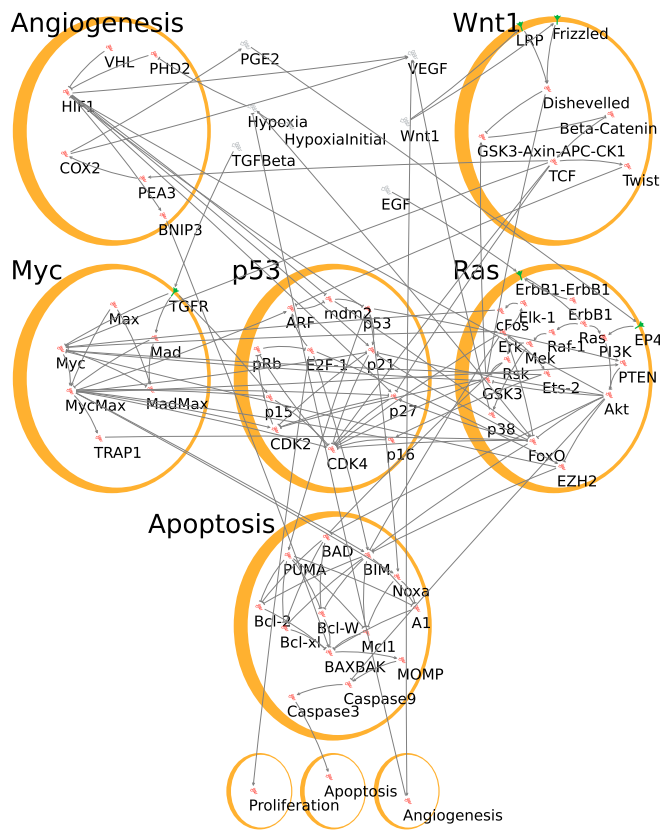 Angiogenesis
Wnt1
VHL
PHD2
PGE2
VEGF
LRP
Frizzled
HIF1
Hypoxia
HypoxiaInitial
Wnt1
Dishevelled
Beta-Catenin
COX2
TGFBeta
GSK3-Axin-APC-CK1
TCF
Twist
PEA3
EGF
BNIP3
Myc
p53
Ras
TGFR
Max
Mad
Myc
MycMax
MadMax
TRAP1
ARF
mdm2
p53
pRb
E2F-1
p21
p15
p27
CDK2
CDK4
p16
ErbB1-ErbB1
Elk-1
ErbB1
cFos
Erk
Mek
Raf-1
Ras
PI3K
EP4
Rsk
GSK3
Ets-2
PTEN
Akt
p38
FoxO
EZH2
Apoptosis
BAD
PUMA
BIM
Noxa
Bcl-2
Bcl-xl
Bcl-W
Mcl1
A1
BAXBAK
MOMP
Caspase9
Caspase3
Proliferation
Apoptosis
Angiogenesis